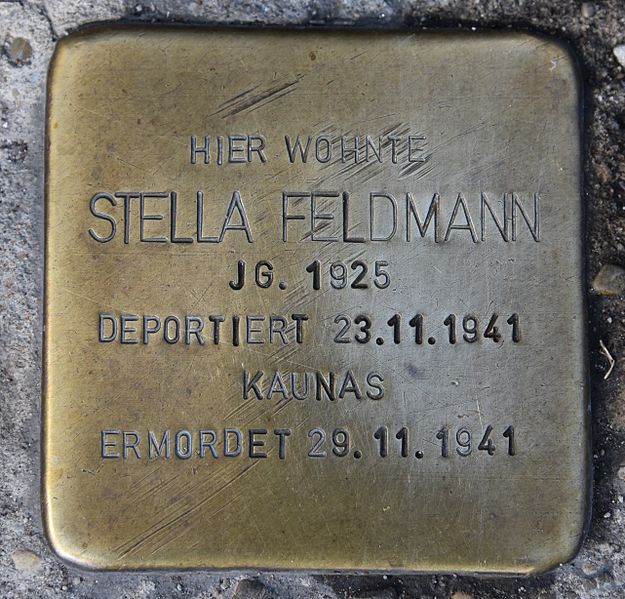 HIER WOHNTE
STELLA FELDMANN
JG. 1925
DEPORTIERT 23.11.1941
KAUNAS
ERMORDET 29.11.1941